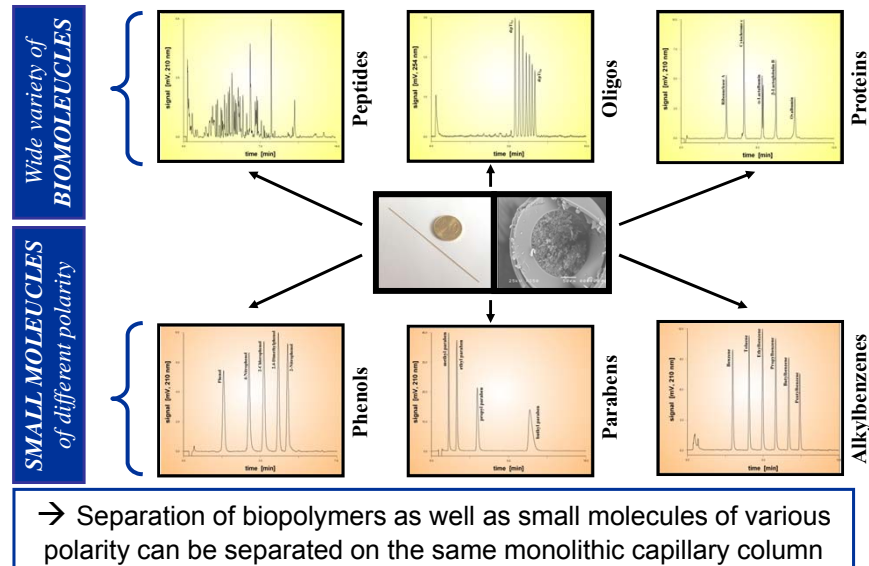 Wide variety of
BIOMOLEUCLES
signal [mV, 210 nm]
time [min]
Peptides
signal [mV, 254 nm]
time [min]
Oligos
signal [mV, 210 nm]
Ribonuclease A
Cytochrome C
α-Lactalbumin
β-Lactoglobulin B
Ovalbumin
time [min]
Proteins
SMALL MOLEUCLES
of different polarity
signal [mV, 210 nm]
Phenol
time [min]
Phenols
methyl paraben
ethyl paraben
propyl paraben
buthyl paraben
signal [mV, 210 nm]
time [min]
Parabens
signal [mV, 210 nm]
Benzene
Toluene
Ethylbenzene
Propylbenzene
Butylbenzene
Pentylbenzene
time [min]
Alkylbenzenes
→ Separation of biopolymers as well as small molecules of various
polarity can be separated on the same monolithic capillary column